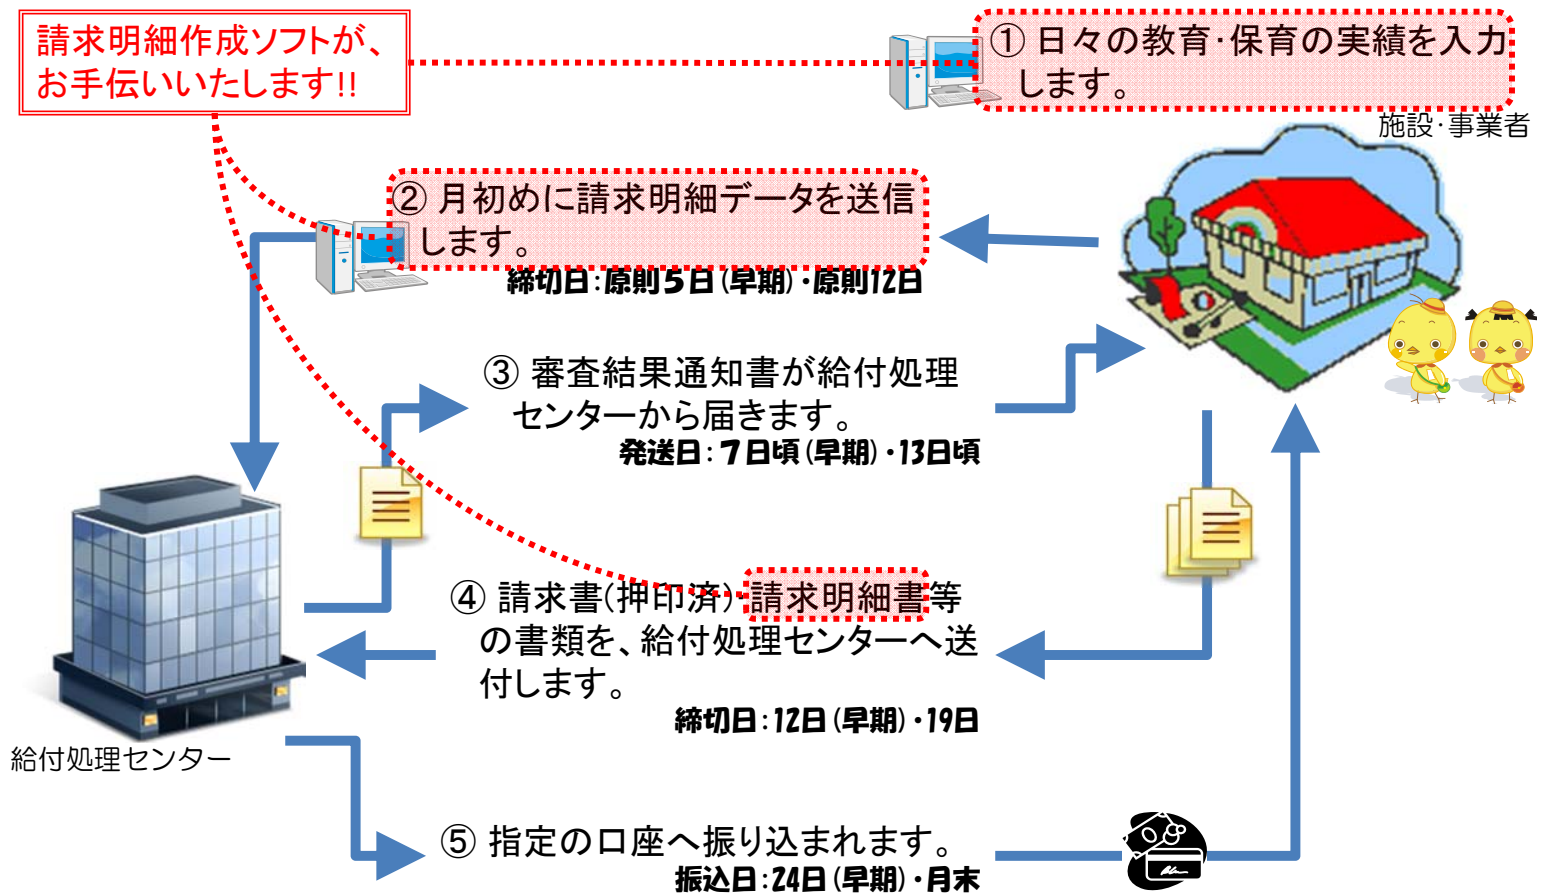 請求明細作成ソフトが、
お手伝いいたします!!
① 日々の教育・保育の実績を入力
します。
施設・事業者
② 月初めに請求明細データを送信
します。
締切日:原則5日(早期)・原則12日
③ 審査結果通知書が給付処理
センターから届きます。
発送日:7日頃(早期)・13日頃
④ 請求書(押印済)・請求明細書等
の書類を、給付処理センターへ送
付します。
締切日:12日(早期)・19日
給付処理センター
⑤ 指定の口座へ振り込まれます。
振込日:24日(早期)・月末